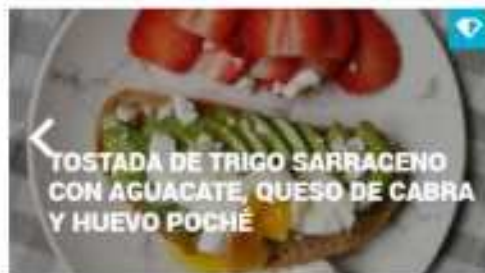 TOSTADA DE TRIGO SARRACENO
CON AGUACATE, QUESO DE CABRA
Y HUEVO POCHÉ